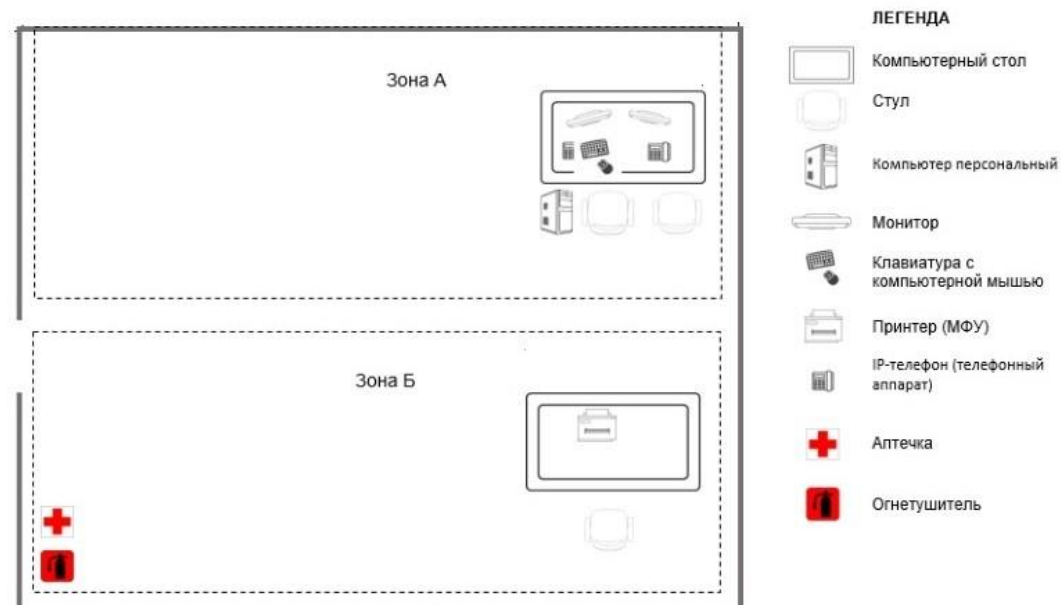 Зона А
Зона Б
ЛЕГЕНДА
Компьютерный стол
Стул
Компьютер персональный
Монитор
Клавиатура с
компьютерной мышью
Принтер (МФУ)
IP-телефон (телефонный
аппарат)
Аптечка
Огнетушитель